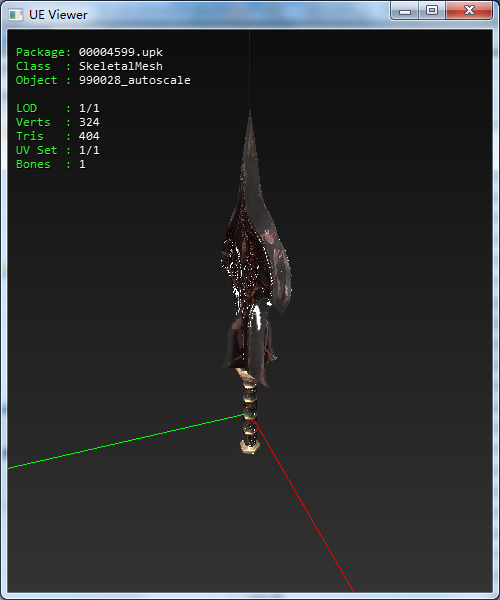 UE Viewer
Package: 00004599.upk
Class : SkeletalMesh
Object : 990028_autoscale
LOD : 1/1
Verts : 324
Tris : 404
UV Set : 1/1
Bones : 1